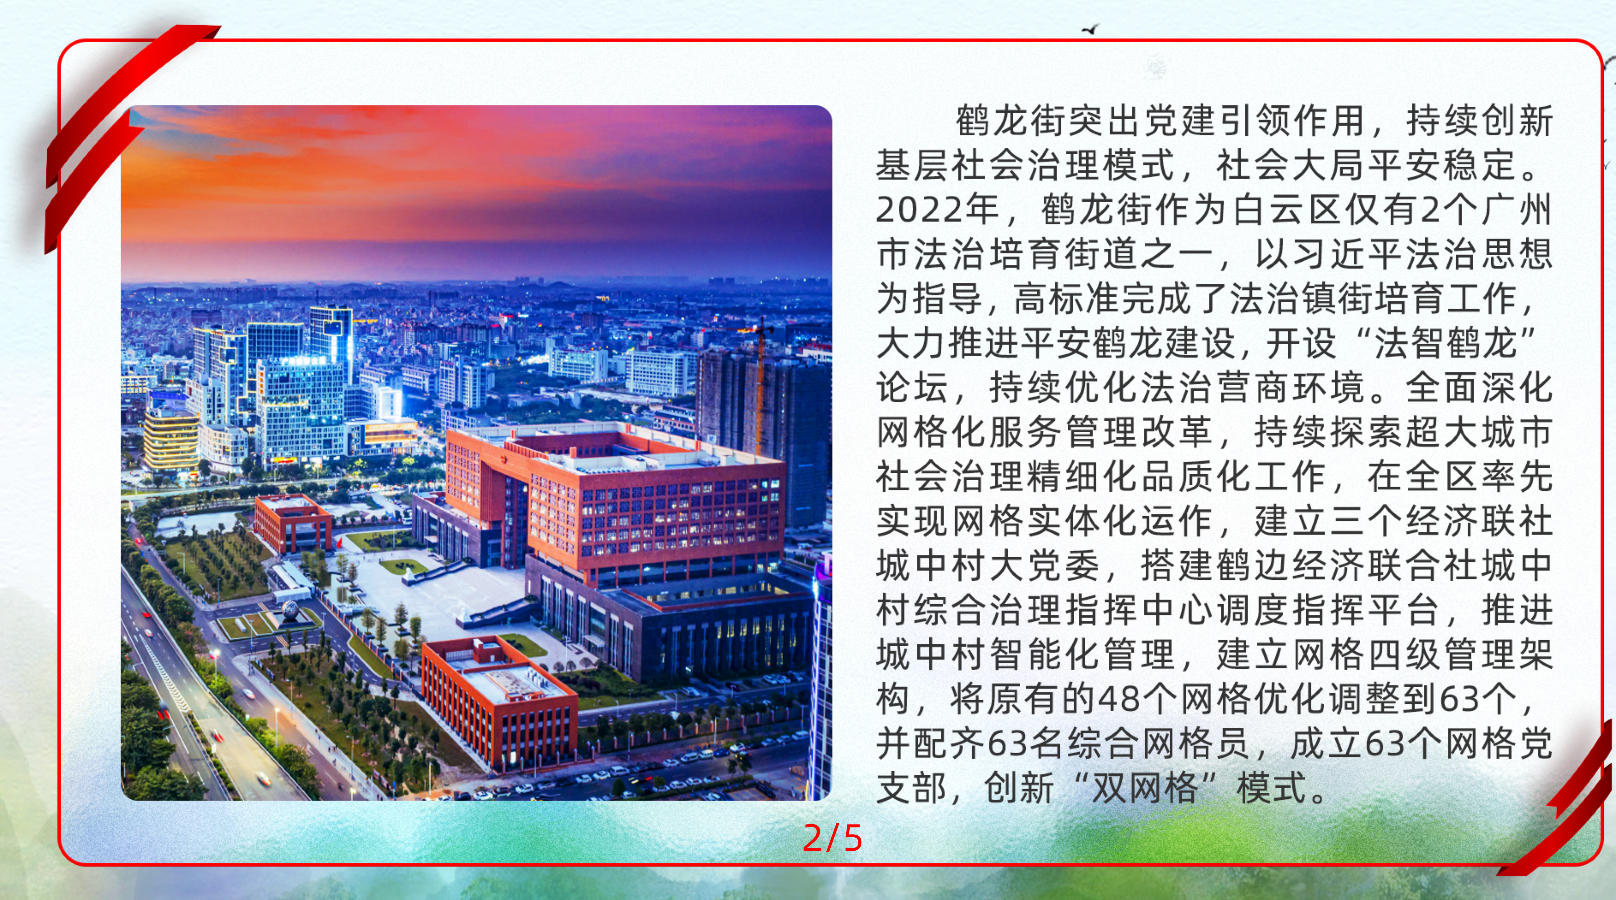 鹤龙街突出党建引领作用，持续创新
基层社会治理模式，社会大局平安稳定。
2022年，鹤龙街作为白云区仅有2个广州
市法治培育街道之一，以习近平法治思想
为指导，高标准完成了法治镇街培育工作，
大力推进平安鹤龙建设，开设“法智鹤龙”
论坛，持续优化法治营商环境。全面深化
网格化服务管理改革，持续探索超大城市
社会治理精细化品质化工作，在全区率先
实现网格实体化运作，建立三个经济联社
城中村大党委，搭建鹤边经济联合社城中
村综合治理指挥中心调度指挥平台，推进
城中村智能化管理，建立网格四级管理架
构，将原有的48个网格优化调整到63个，
并配齐63名综合网格员，成立63个网格党
支部，创新“双网格”模式。
2/5